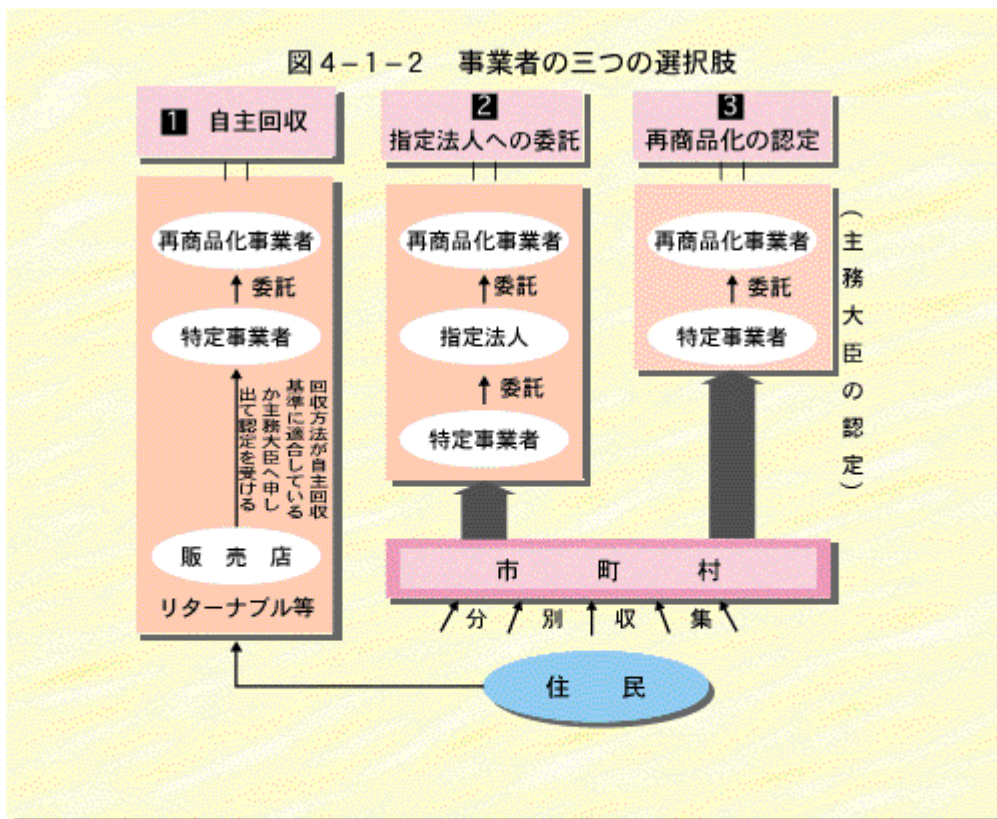 図4−1−2　事業者の三つの選択肢
1　自主回収
再商品化事業者
委託
特定事業者
回収方法が自主回収
基準に適合している
か主務大臣へ申し
出て認定を受ける
販　売　店
リターナブル等
2
指定法人への委託
再商品化事業者
委託
指定法人
委託
特定事業者
3
再商品化の認定
再商品化事業者
委託
特定事業者
（主務大臣の認定）
市　町　村
分　別　収　集
住　民